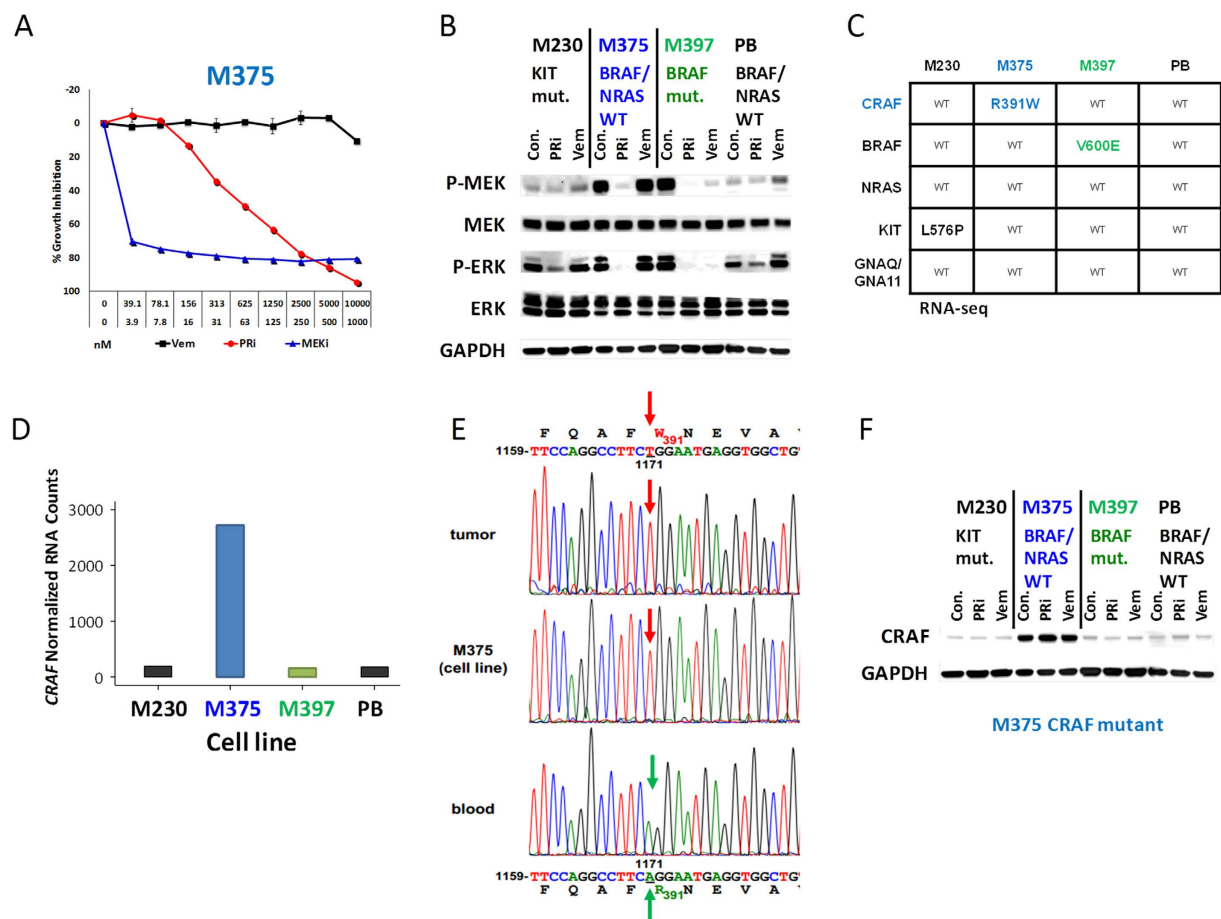 A
M375
-20
0
20
40
60
80
100
% Growth Inhibition
0 39.1 78.1 156 313 625 1250 2500 5000 10000
0 3.9 7.8 16 31 63 125 250 500 1000
nM
Vem PRi MEKi
B
M230 M375 M397 PB
KIT mut. BRAF/ NRAS WT BRAF mut. BRAF/ NRAS WT
Con. PRi Vem Con. PRi Vem Con. PRi Vem Con. PRi Vem
P-MEK
MEK
P-ERK
ERK
GAPDH
C
M230 M375 M397 PB
CRAF WT R391W WT WT
BRAF WT WT V600E WT
NRAS WT WT WT WT
KIT L576P WT WT WT
GNAQ/ GNA11 WT WT WT WT
RNA-seq
D
CRAF Normalized RNA Counts
3000
2000
1000
0
M230 M375 M397 PB
Cell line
E
F Q A F W391 N E V A
1159-TTCCAGGCCTTCTGGAATGAGGTGGCTG
1171
tumor
M375
(cell line)
blood
1171
1159-TTCCAGGCCTTCAGGAATGAGGTGGCTG
F Q A F R391 N E V A
F
M230 M375 M397 PB
KIT mut. BRAF/ NRAS WT BRAF mut. BRAF/ NRAS WT
Con. PRi Vem Con. PRi Vem Con. PRi Vem Con. PRi Vem
CRAF
GAPDH
M375 CRAF mutant